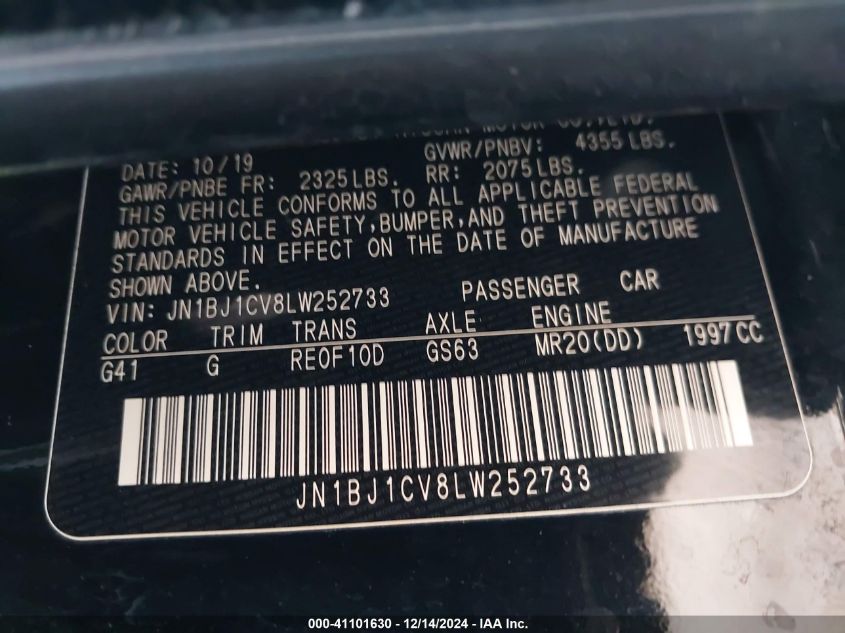 DATE: 10/19 GVWR/PNBV: 4355 LBS.
GAWR/PNBE FR: 2325 LBS. RR: 2075 LBS.
THIS VEHICLE CONFORMS TO ALL APPLICABLE FEDERAL
MOTOR VEHICLE SAFETY, BUMPER, AND THEFT PREVENTION
STANDARDS IN EFFECT ON THE DATE OF MANUFACTURE
SHOWN ABOVE.
VIN: JN1BJ1CV8LW252733 PASSENGER CAR
COLOR TRIM TRANS AXLE ENGINE
G41 G RE0F10D GS63 MR20(DD) 1997CC
JN1BJ1CV8LW252733
000-41101630 - 12/14/2024 - IAA Inc.